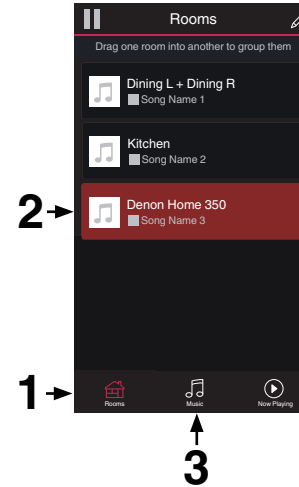 Rooms
Drag one room into another to group them
Dining L + Dining R
Song Name 1
Kitchen
Song Name 2
2
Denon Home 350
Song Name 3
1
Rooms
Music
Now Playing
3